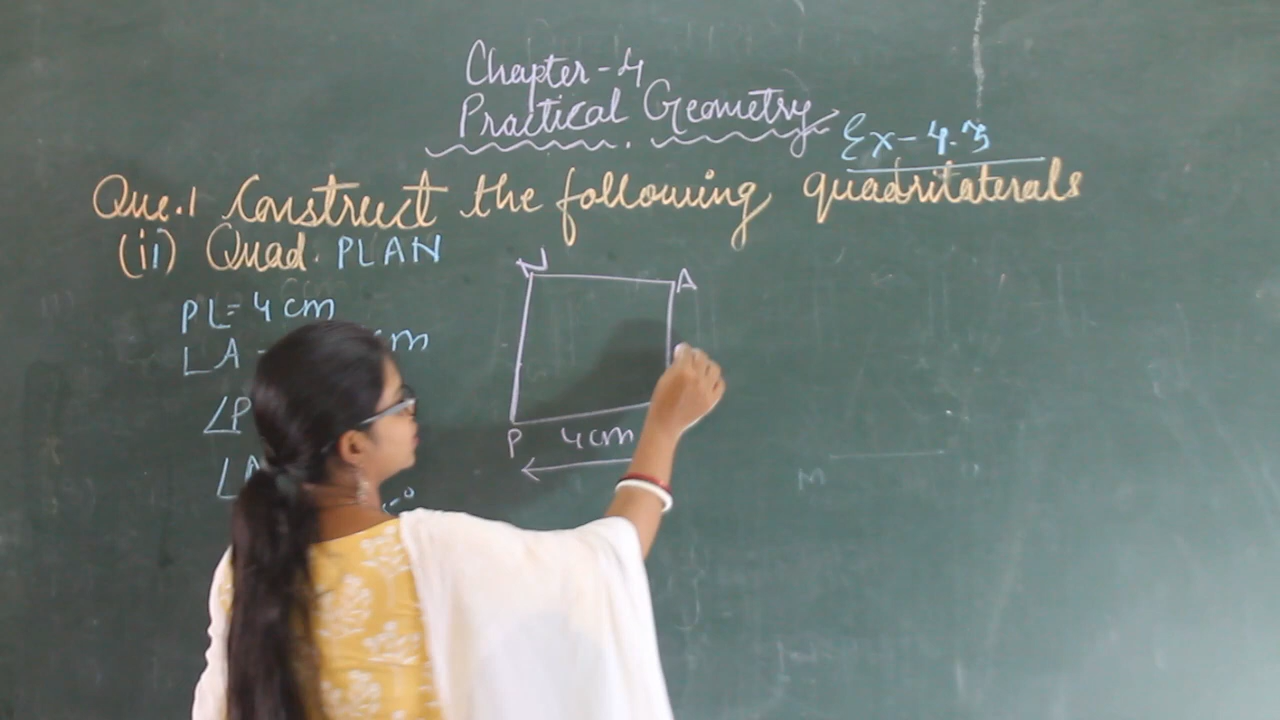 Chapter-4
Practical Geometry
Ex-4.3
Que.1 Construct the following quadritaterals
(ii) Quad. PLAN
PL= 4 cm
LA cm
∠P
N A
P 4cm
M